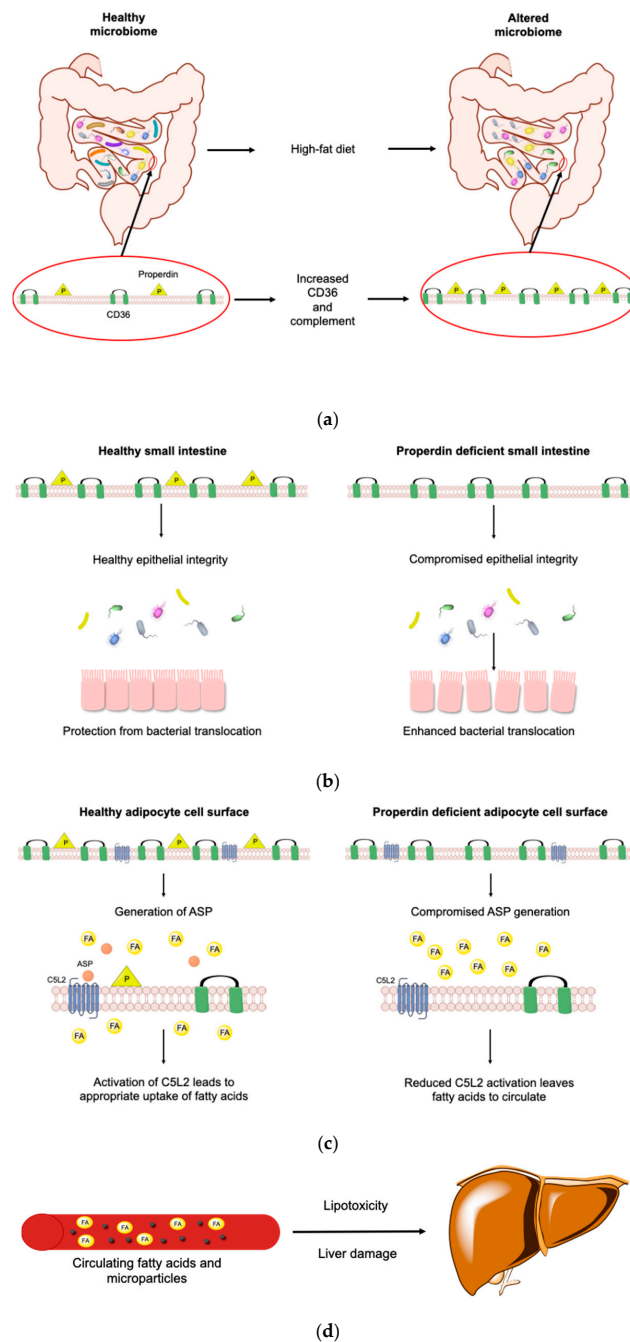 Healthy
microbiome
Altered
microbiome
High-fat diet
Properdin
P
P
CD36
Increased
CD36
and
complement
P
P
P
P
(a)
Healthy small intestine
Properdin deficient small intestine
P
P
P
Healthy epithelial integrity
Compromised epithelial integrity
Protection from bacterial translocation
Enhanced bacterial translocation
(b)
Healthy adipocyte cell surface
Properdin deficient adipocyte cell surface
P
P
P
Generation of ASP
Compromised ASP generation
FA
FA
FA
FA
ASP
C5L2
P
FA
FA
FA
FA
FA
FA
FA
FA
FA
FA
FA
FA
C5L2
Activation of C5L2 leads to
appropriate uptake of fatty acids
Reduced C5L2 activation leaves
fatty acids to circulate
(c)
FA
FA
FA
FA
FA
FA
Circulating fatty acids and
microparticles
Lipotoxicity
Liver damage
(d)